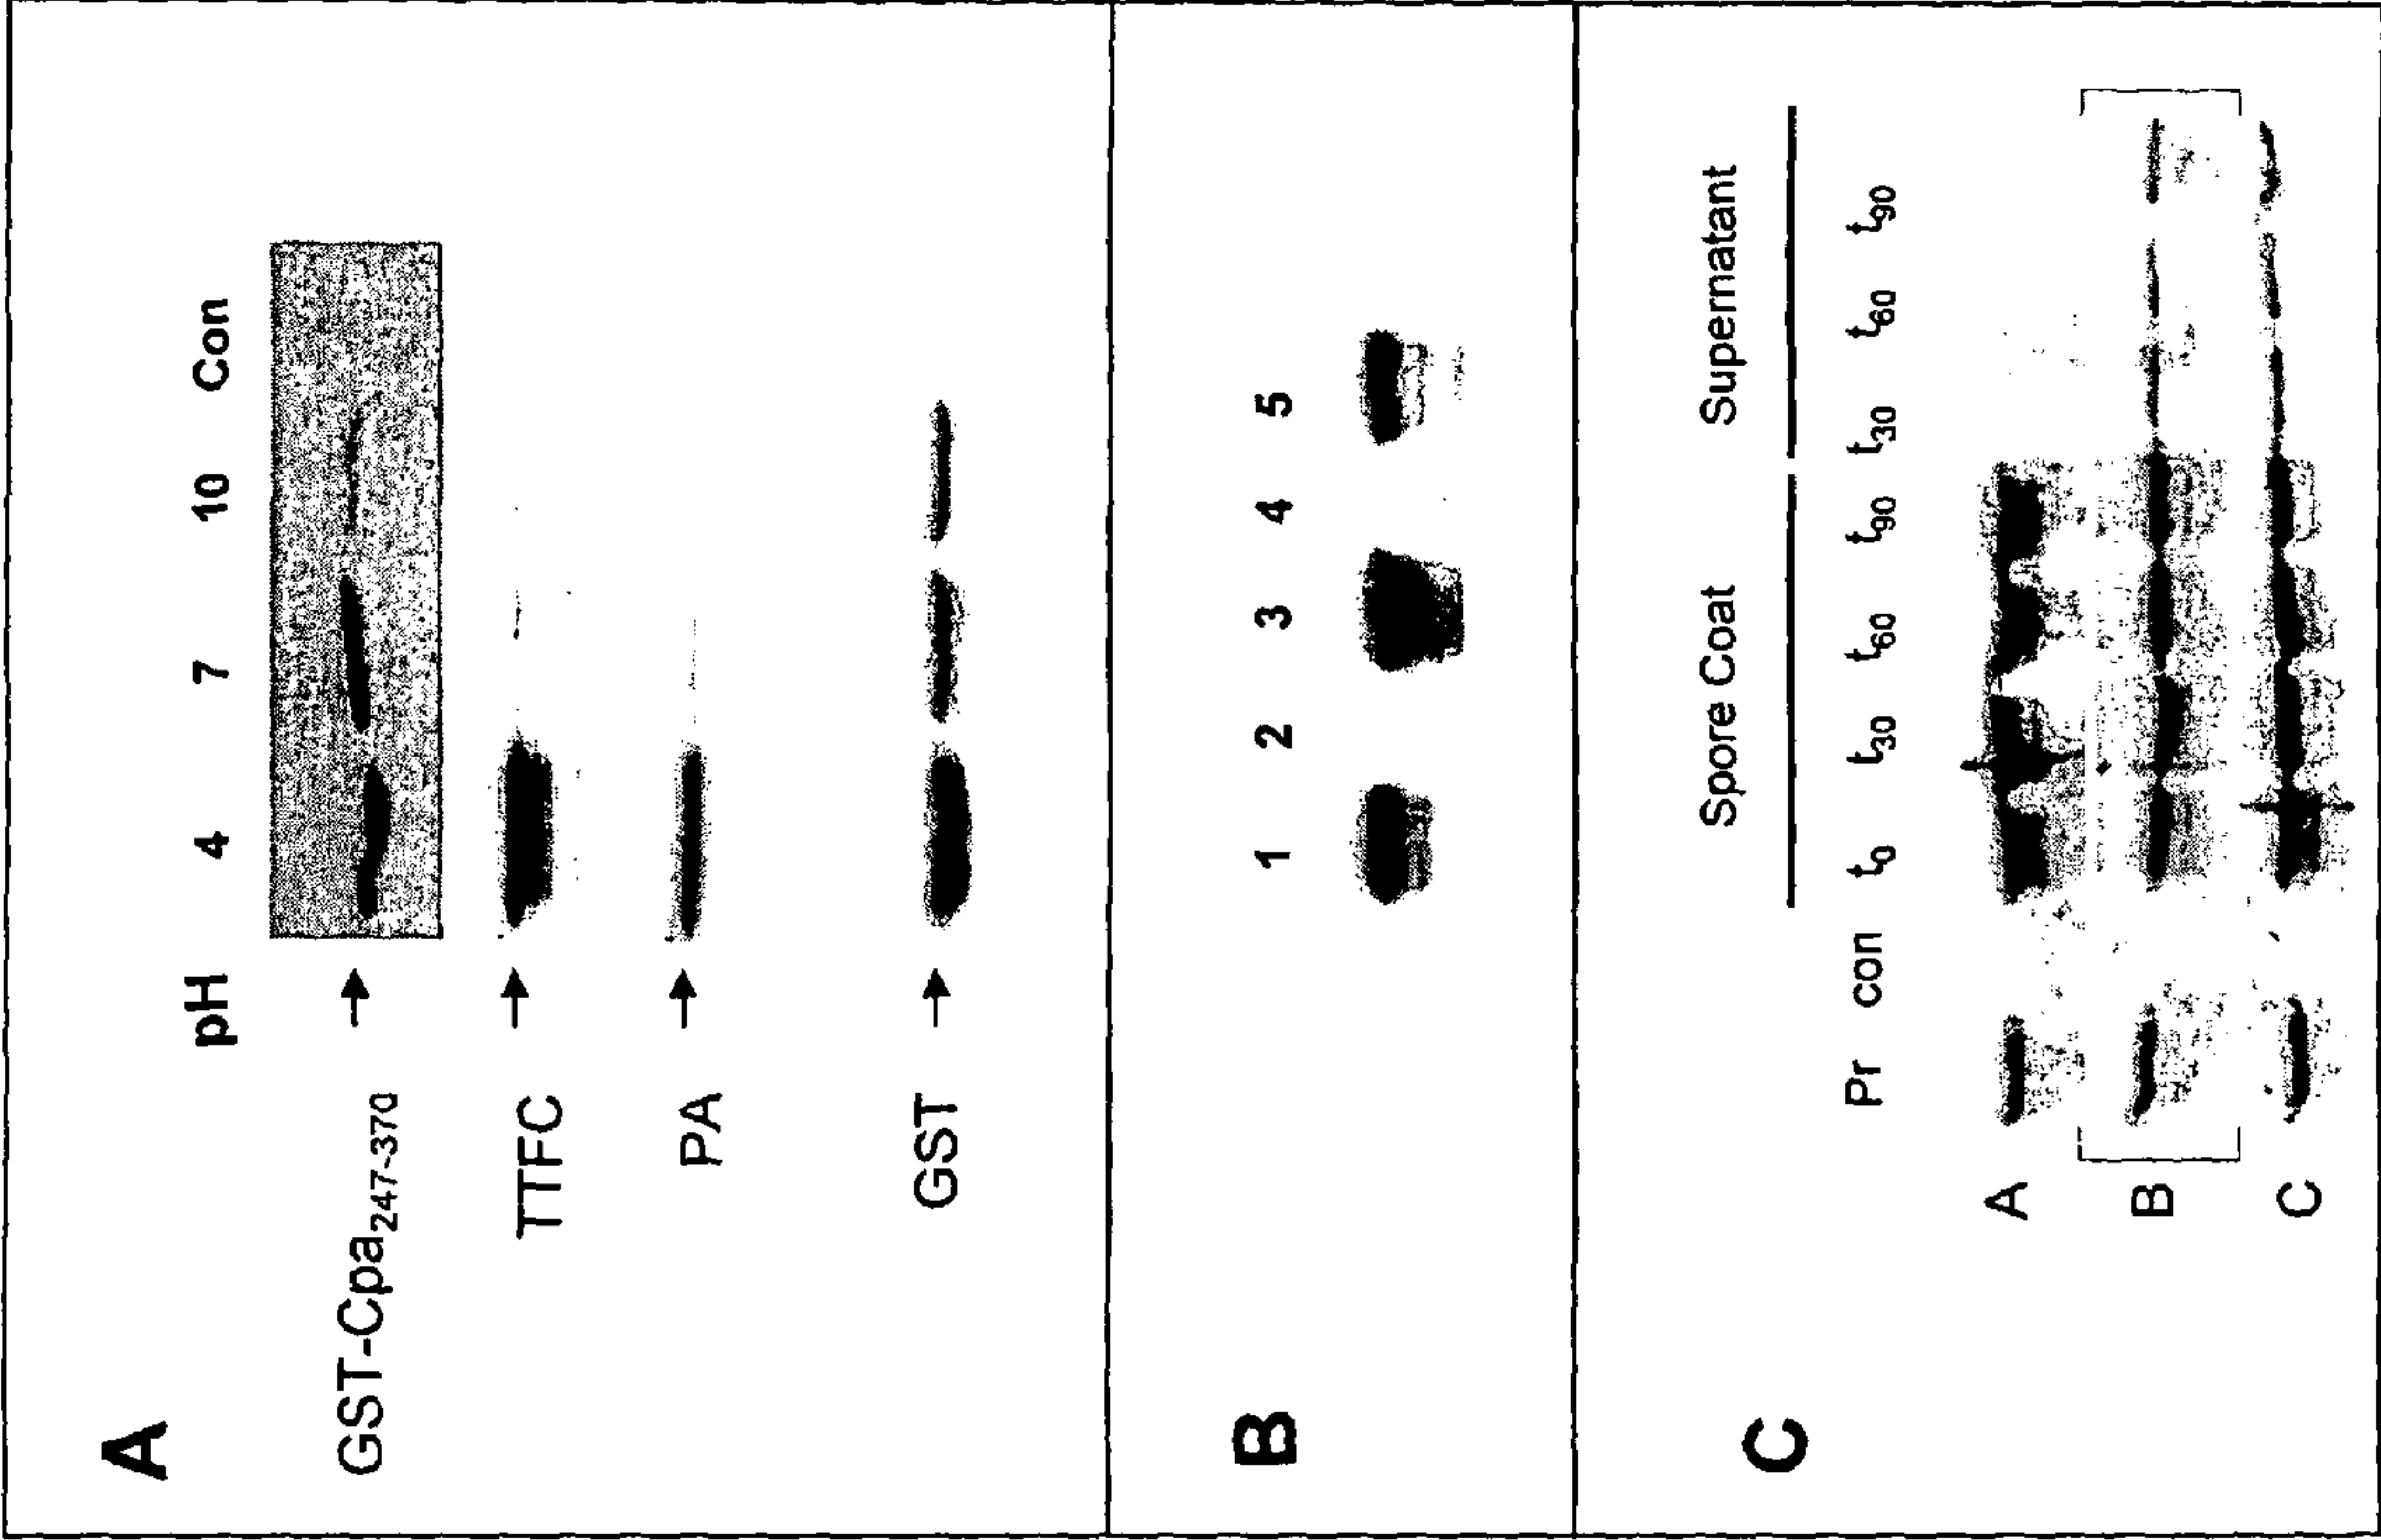 A
pH 4 7 10 Con
GST-Cpa247-370 →
TTFC →
PA →
GST →
B
1 2 3 4 5
C
Spore Coat Supernatant
Pr con t0 t30 t60 t90 t30 t60 t90
A
B
C